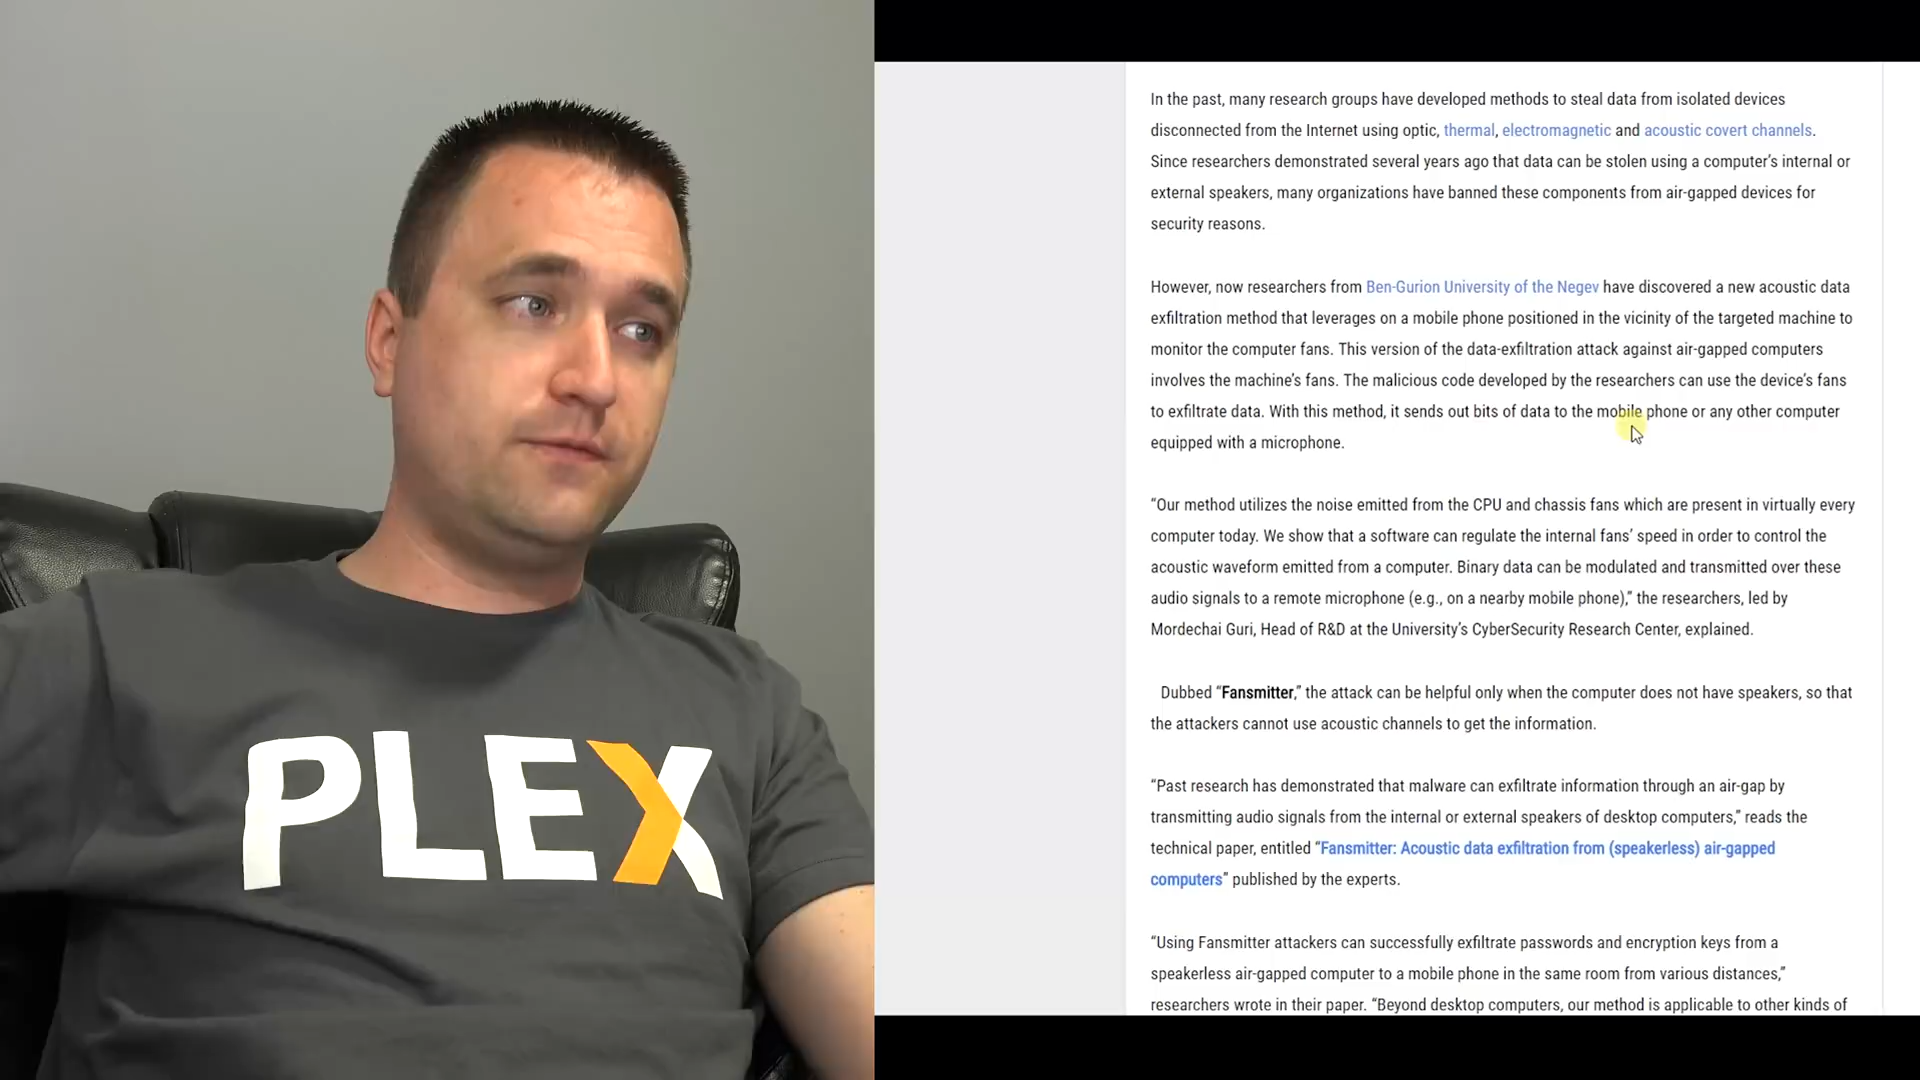 PLEX
In the past, many research groups have developed methods to steal data from isolated devices
disconnected from the Internet using optic, thermal, electromagnetic and acoustic covert channels.
Since researchers demonstrated several years ago that data can be stolen using a computer's internal or
external speakers, many organizations have banned these components from air-gapped devices for
security reasons.
However, now researchers from Ben-Gurion University of the Negev have discovered a new acoustic data
exfiltration method that leverages on a mobile phone positioned in the vicinity of the targeted machine to
monitor the computer fans. This version of the data-exfiltration attack against air-gapped computers
involves the machine's fans. The malicious code developed by the researchers can use the device's fans
to exfiltrate data. With this method, it sends out bits of data to the mobile phone or any other computer
equipped with a microphone.
“Our method utilizes the noise emitted from the CPU and chassis fans which are present in virtually every
computer today. We show that a software can regulate the internal fans’ speed in order to control the
acoustic waveform emitted from a computer. Binary data can be modulated and transmitted over these
audio signals to a remote microphone (e.g., on a nearby mobile phone),” the researchers, led by
Mordechai Guri, Head of R&D at the University’s CyberSecurity Research Center, explained.
Dubbed “Fansmitter,” the attack can be helpful only when the computer does not have speakers, so that
the attackers cannot use acoustic channels to get the information.
“Past research has demonstrated that malware can exfiltrate information through an air-gap by
transmitting audio signals from the internal or external speakers of desktop computers,” reads the
technical paper, entitled “Fansmitter: Acoustic data exfiltration from (speakerless) air-gapped
computers” published by the experts.
“Using Fansmitter attackers can successfully exfiltrate passwords and encryption keys from a
speakerless air-gapped computer to a mobile phone in the same room from various distances,”
researchers wrote in their paper. “Beyond desktop computers, our method is applicable to other kinds of